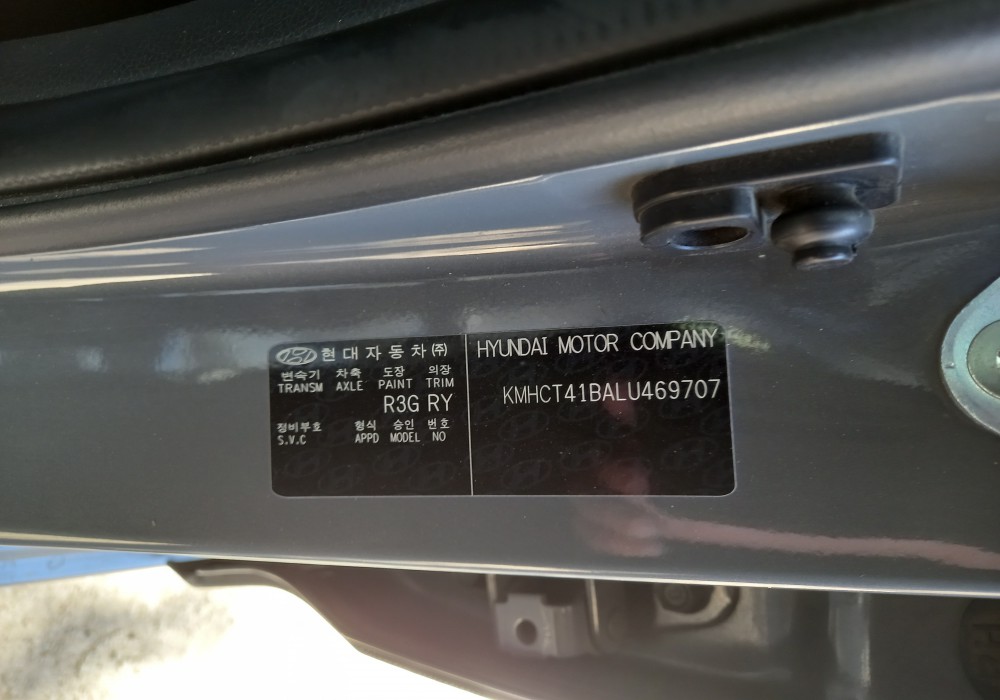 현대자동차㈜
변속기 차축 도장 의장
TRANSM AXLE PAINT TRIM
R3G RY
정비부호 형식 승인 번호
S.V.C APPD MODEL NO
HYUNDAI MOTOR COMPANY
KMHCT41BALU469707